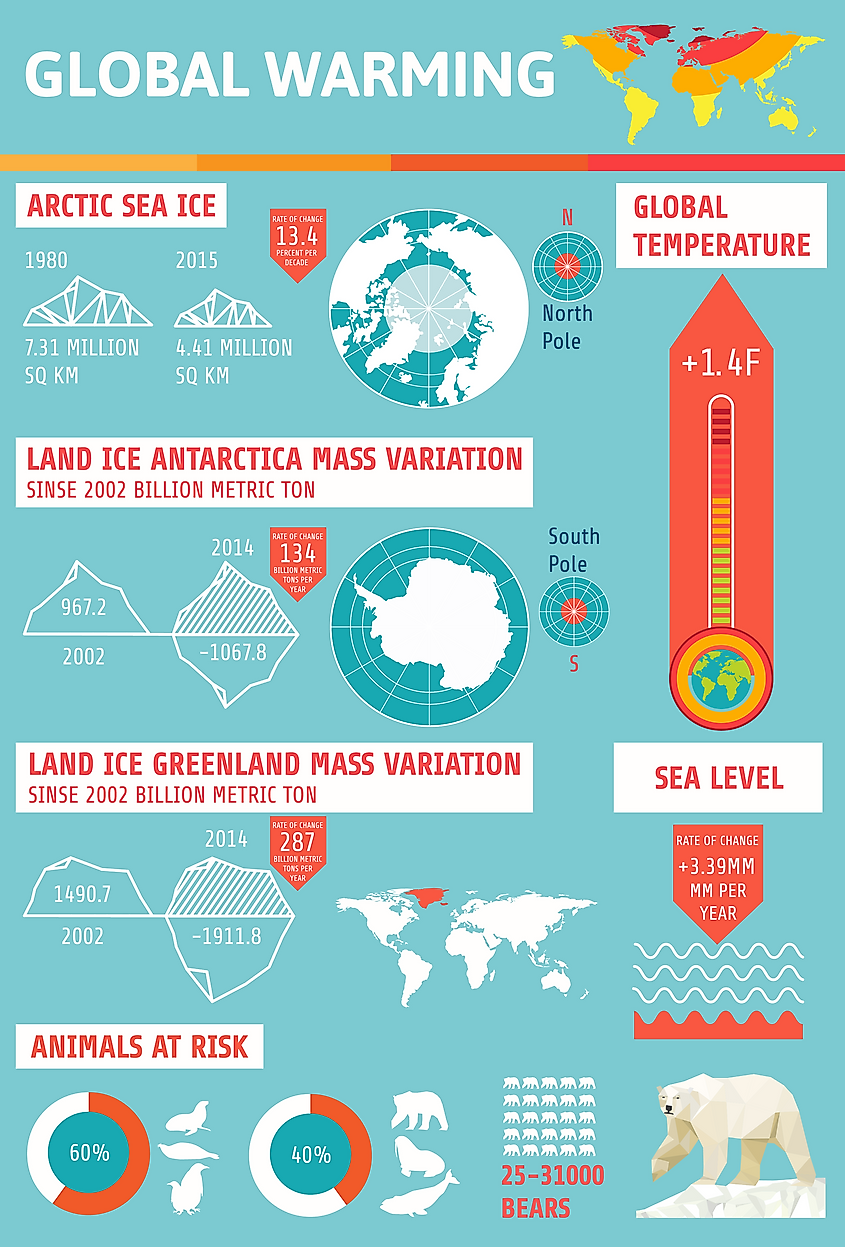 GLOBAL WARMING
ARCTIC SEA ICE
1980
7.31 MILLION
SQ KM
2015
4.41 MILLION
SQ KM
RATE OF CHANGE
13.4
PERCENT PER
DECADE
N
North
Pole
GLOBAL
TEMPERATURE
+1.4F
LAND ICE ANTARCTICA MASS VARIATION
SINSE 2002 BILLION METRIC TON
967.2
2002
2014
-1067.8
RATE OF CHANGE
134
BILLION METRIC
TONS PER
YEAR
South
Pole
S
LAND ICE GREENLAND MASS VARIATION
SINSE 2002 BILLION METRIC TON
1490.7
2002
2014
-1911.8
RATE OF CHANGE
287
BILLION METRIC
TONS PER
YEAR
SEA LEVEL
RATE OF CHANGE
+3.39MM
MM PER
YEAR
ANIMALS AT RISK
60%
40%
25-31000
BEARS